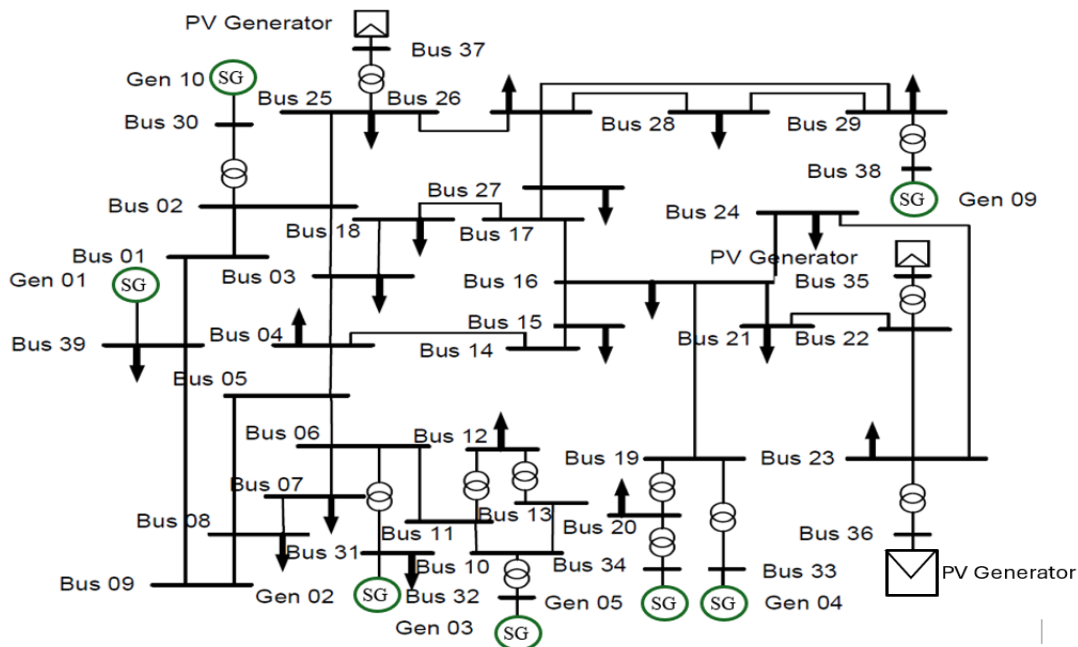 PV Generator
Bus 37
Gen 10
SG
Bus 25
Bus 26
Bus 28
Bus 29
Bus 30
Bus 38
SG
Gen 09
Bus 27
Bus 24
Bus 02
Bus 18
Bus 17
Bus 01
PV Generator
Gen 01
SG
Bus 03
Bus 16
Bus 35
Bus 15
Bus 39
Bus 04
Bus 14
Bus 21
Bus 22
Bus 05
Bus 06
Bus 12
Bus 19
Bus 23
Bus 07
Bus 08
Bus 11
Bus 13
Bus 20
Bus 36
Bus 31
Bus 10
Bus 34
Bus 33
PV Generator
Bus 09
Gen 02
SG
Bus 32
Gen 05
SG
SG
Gen 04
Gen 03
SG